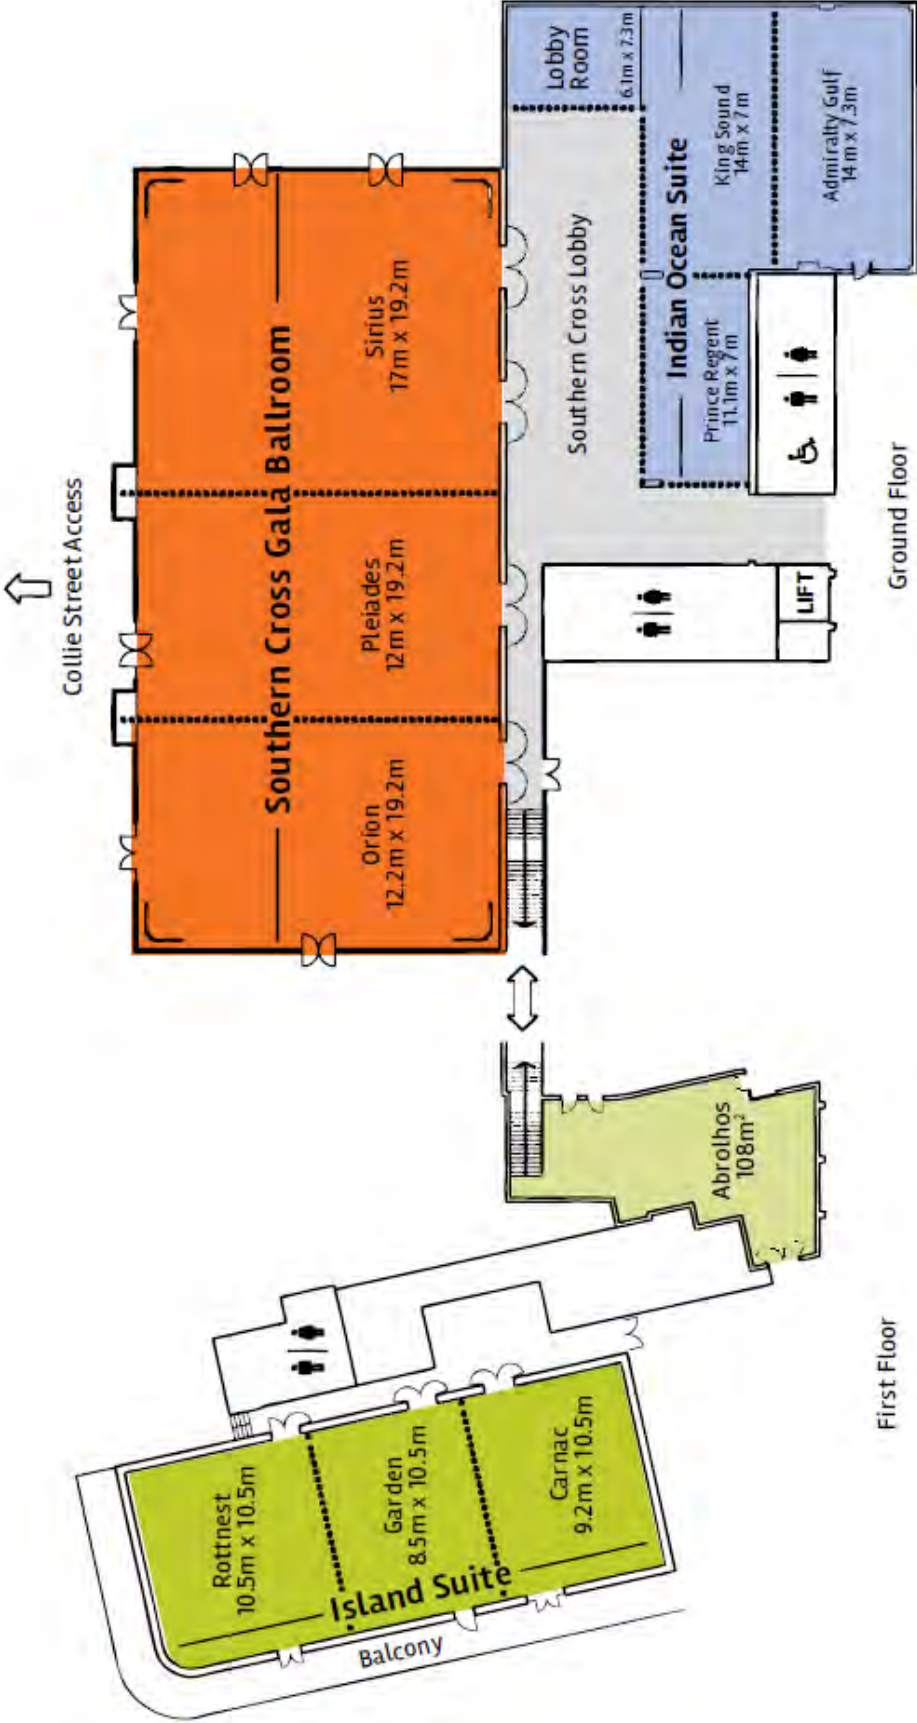 Collie Street Access
Southern Cross Gala Ballroom
Orion
12.2m x 19.2m
Pleiades
12m x 19.2m
Sirius
17m x 19.2m
Southern Cross Lobby
Lobby
Room
6.1m x 7.3m
Indian Ocean Suite
Prince Regent
11.1m x 7m
King Sound
14m x 7m
Admiralty Gulf
14m x 7.3m
LIFT
Ground Floor
Rottnest
10.5m x 10.5m
Garden
8.5m x 10.5m
Carnac
9.2m x 10.5m
Island Suite
Balcony
Abrolhos
108m²
First Floor